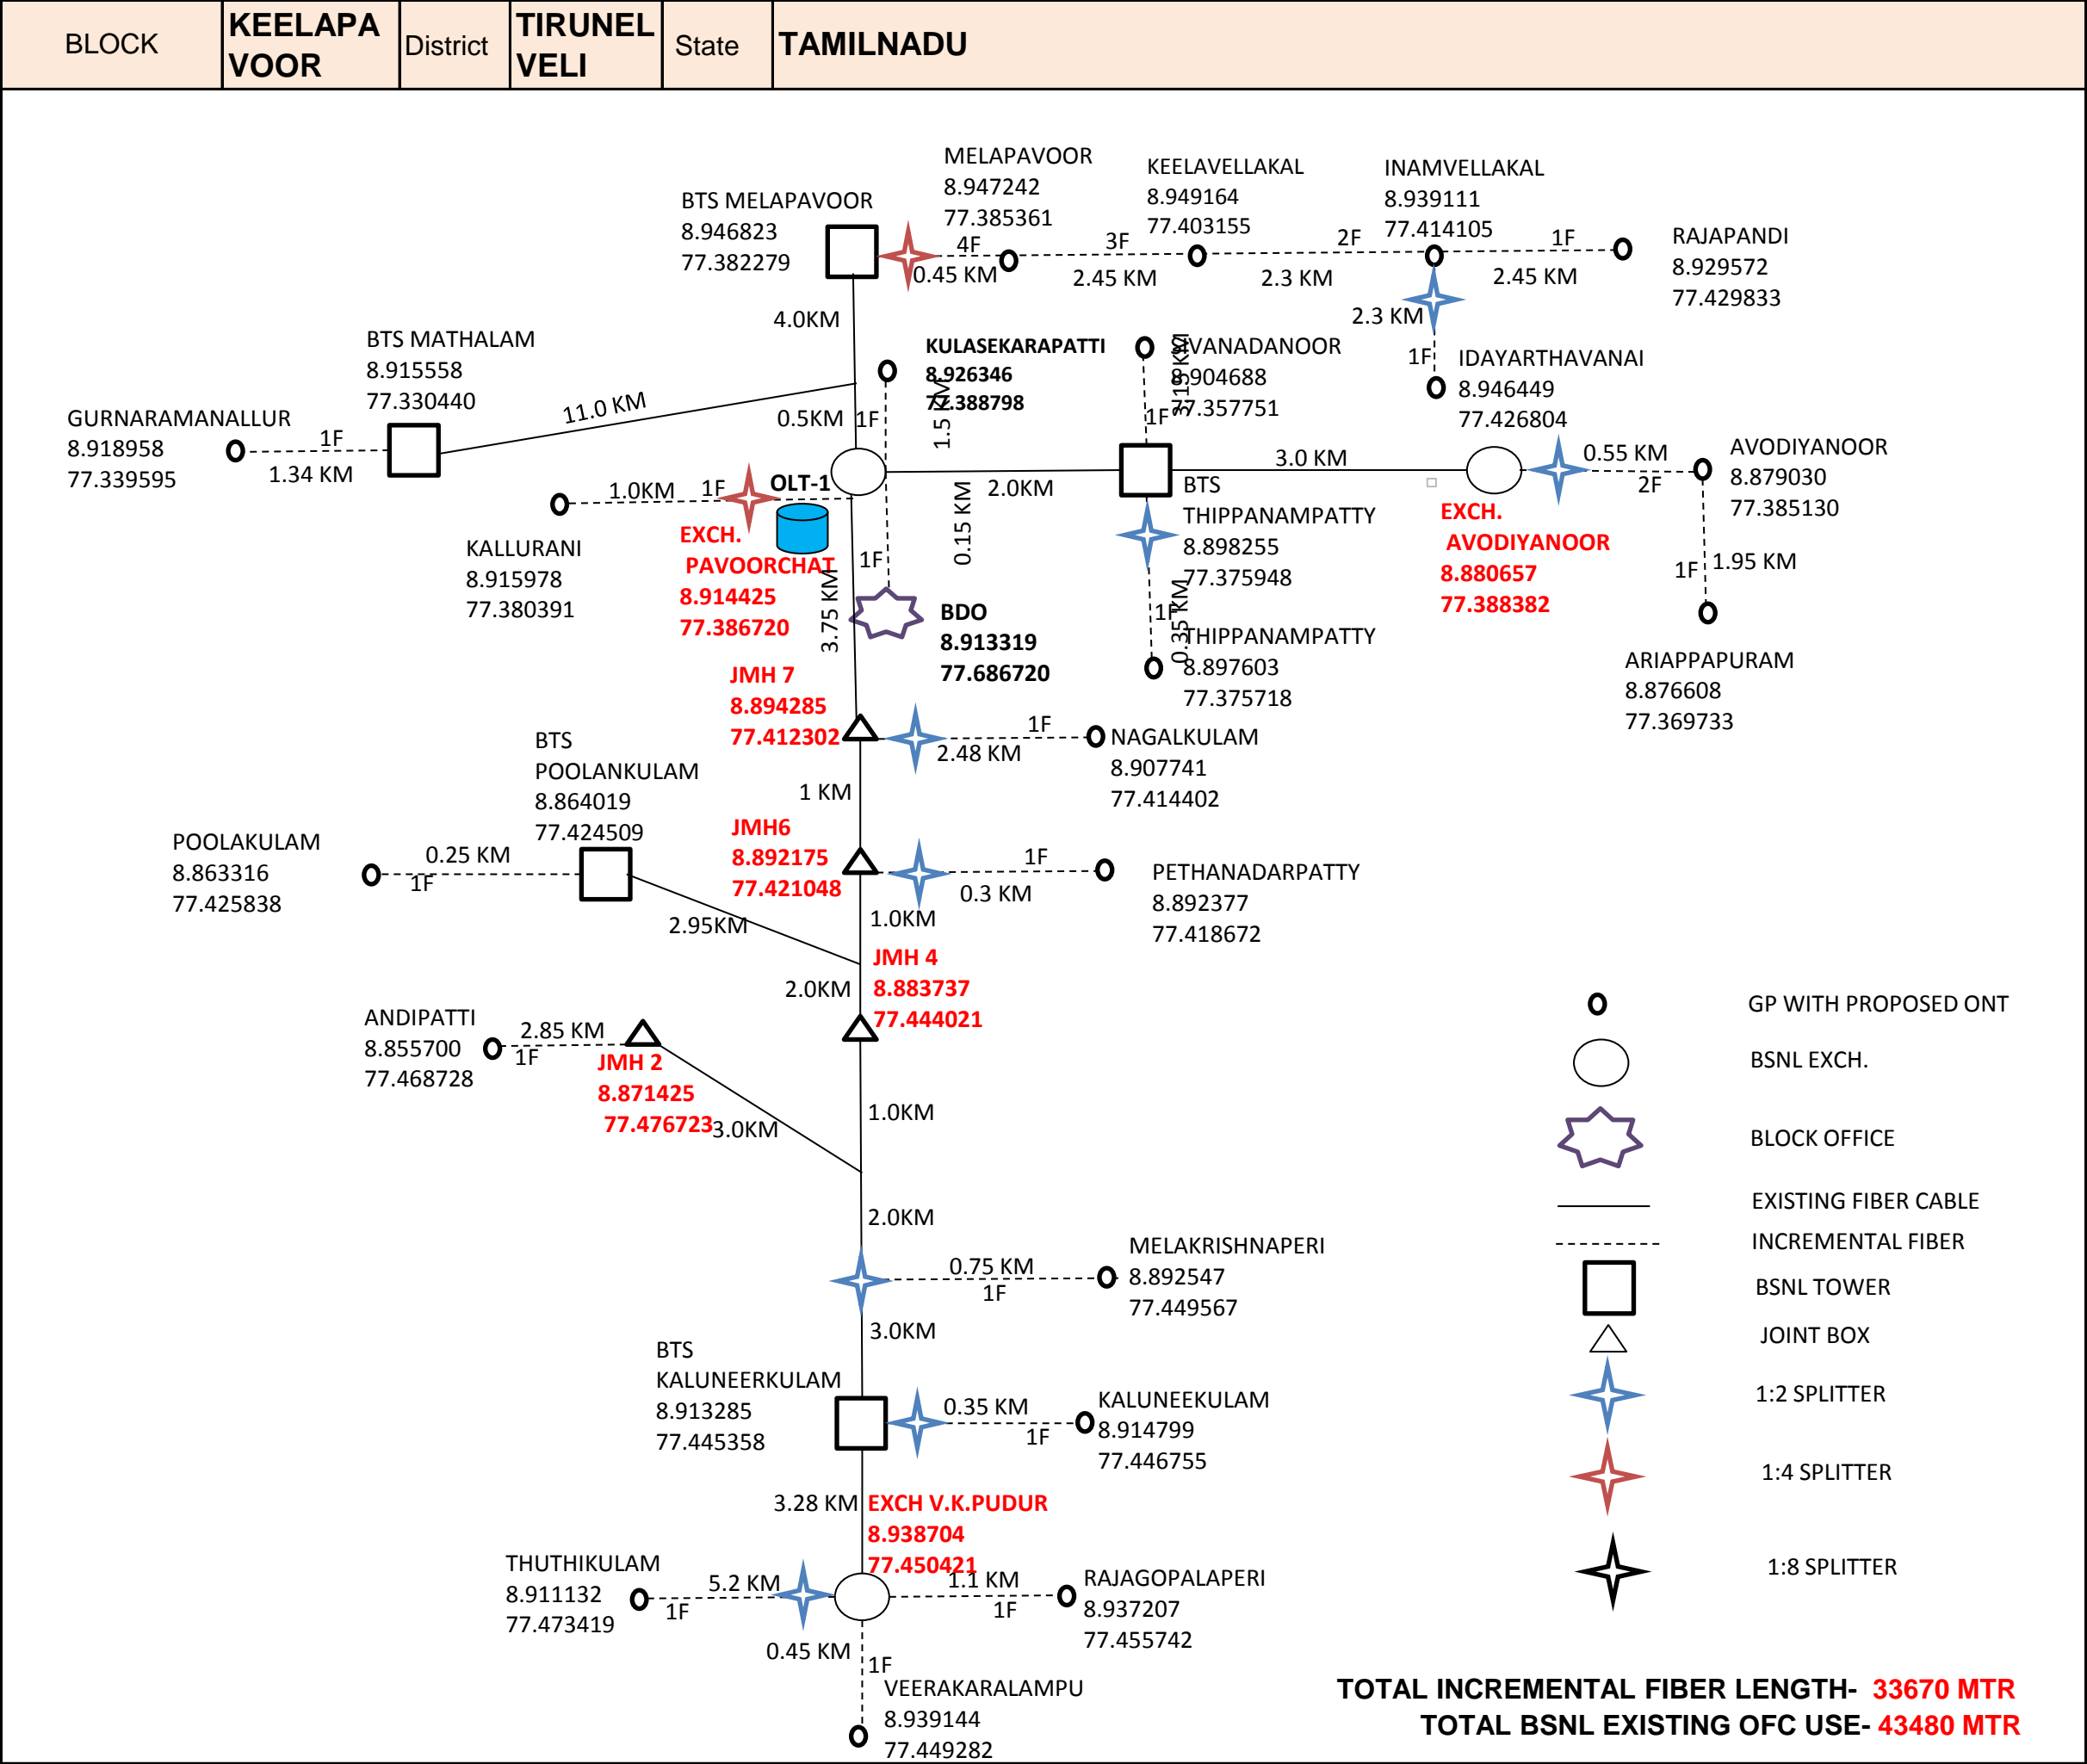 BLOCK
KEELAPA
VOOR
District
TIRUNEL
VELI
State
TAMILNADU
MELAPAVOOR
8.947242
77.385361
KEELAVELLAKAL
8.949164
77.403155
INAMVELLAKAL
8.939111
77.414105
BTS MELAPAVOOR
8.946823
77.382279
4F
0.45 KM
3F
2.45 KM
2F
2.3 KM
1F
2.45 KM
RAJAPANDI
8.929572
77.429833
4.0KM
2.3 KM
1F
IDAYARTHAVANAI
8.946449
77.426804
BTS MATHALAM
8.915558
77.330440
11.0 KM
KULASEKARAPATTI
8.926346
77.388798
1.5 KM
0.5KM
1F
8.904688
77.357751
1F
GURNARAMANALLUR
8.918958
77.339595
1F
1.34 KM
3.0 KM
2.0KM
0.55 KM
2F
AVODIYANOOR
8.879030
77.385130
1.0KM
1F
OLT-1
KALLURANI
8.915978
77.380391
EXCH.
PAVOORCHAT
8.914425
77.386720
0.15 KM
1F
3.75 KM
BTS
THIPPANAMPATTY
8.898255
77.375948
EXCH.
AVODIYANOOR
8.880657
77.388382
1F
1.95 KM
BDO
8.913319
77.686720
1F
0.35 KM
THIPPANAMPATTY
8.897603
77.375718
ARIAPPAPURAM
8.876608
77.369733
JMH 7
8.894285
77.412302
1F
2.48 KM
NAGALKULAM
8.907741
77.414402
BTS
POOLANKULAM
8.864019
77.424509
1 KM
POOLAKULAM
8.863316
77.425838
0.25 KM
1F
JMH6
8.892175
77.421048
1F
0.3 KM
PETHANADARPATTY
8.892377
77.418672
2.95KM
1.0KM
JMH 4
8.883737
77.444021
2.0KM
ANDIPATTI
8.855700
77.468728
2.85 KM
1F
JMH 2
8.871425
77.476723
3.0KM
1.0KM
2.0KM
0.75 KM
1F
MELAKRISHNAPERI
8.892547
77.449567
3.0KM
BTS
KALUNEERKULAM
8.913285
77.445358
0.35 KM
1F
KALUNEEKULAM
8.914799
77.446755
3.28 KM
EXCH V.K.PUDUR
8.938704
77.450421
THUTHIKULAM
8.911132
77.473419
5.2 KM
1F
1.1 KM
1F
RAJAGOPALAPERI
8.937207
77.455742
0.45 KM
1F
VEERAKARALAMPU
8.939144
77.449282
GP WITH PROPOSED ONT
BSNL EXCH.
BLOCK OFFICE
EXISTING FIBER CABLE
INCREMENTAL FIBER
BSNL TOWER
JOINT BOX
1:2 SPLITTER
1:4 SPLITTER
1:8 SPLITTER
TOTAL INCREMENTAL FIBER LENGTH- 33670 MTR
TOTAL BSNL EXISTING OFC USE- 43480 MTR